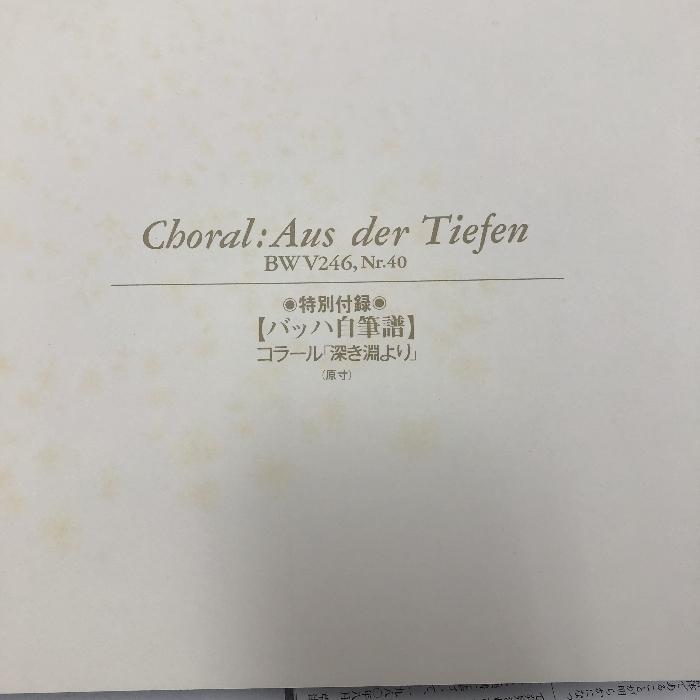 Choral: Aus der Tiefen
BWV246, Nr.40
◉特別付録◉
【バッハ自筆譜】
コラール「深き淵より」
（原寸）